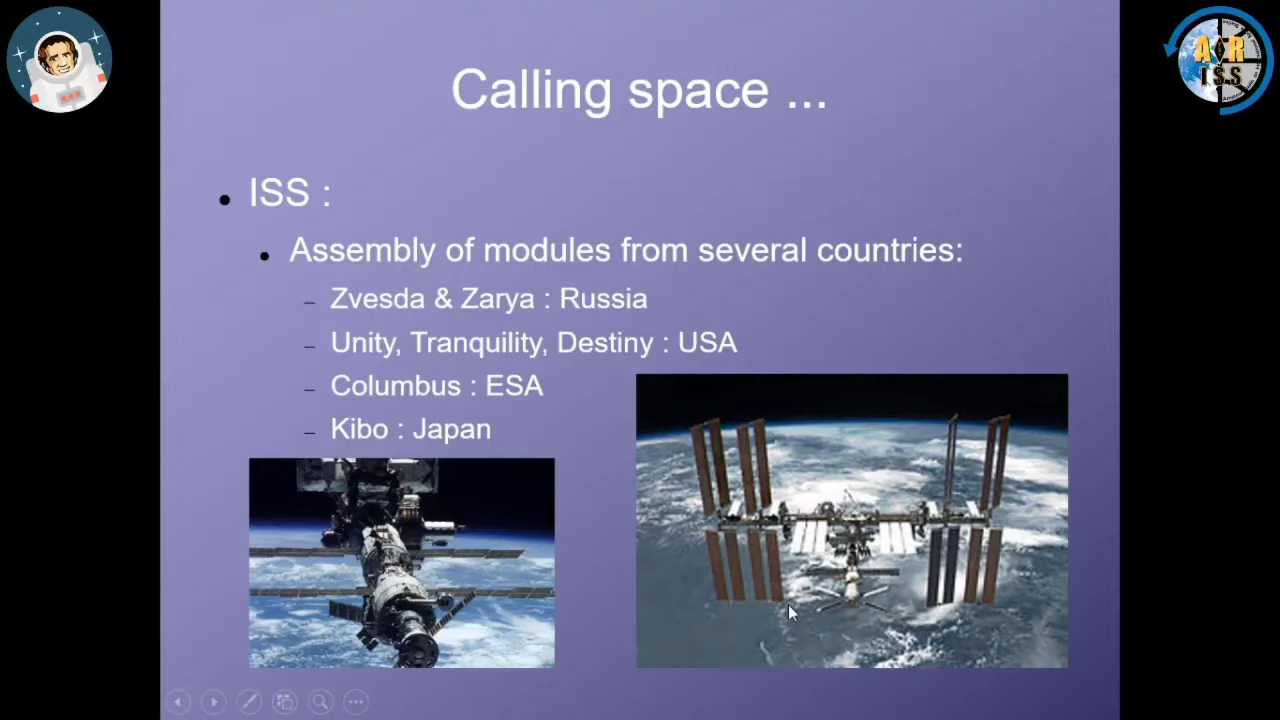 Calling space ...
ISS :
Assembly of modules from several countries:
Zvesda & Zarya : Russia
Unity, Tranquility, Destiny : USA
Columbus : ESA
Kibo : Japan